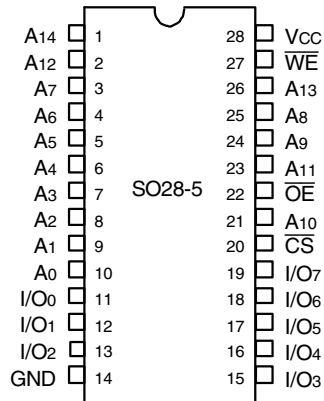 A14 1 28 VCC
A12 2 27 WE
A7 3 26 A13
A6 4 25 A8
A5 5 24 A9
A4 6 23 A11
A3 7 SO28-5 22 OE
A2 8 21 A10
A1 9 20 CS
A0 10 19 I/O7
I/O0 11 18 I/O6
I/O1 12 17 I/O5
I/O2 13 16 I/O4
GND 14 15 I/O3